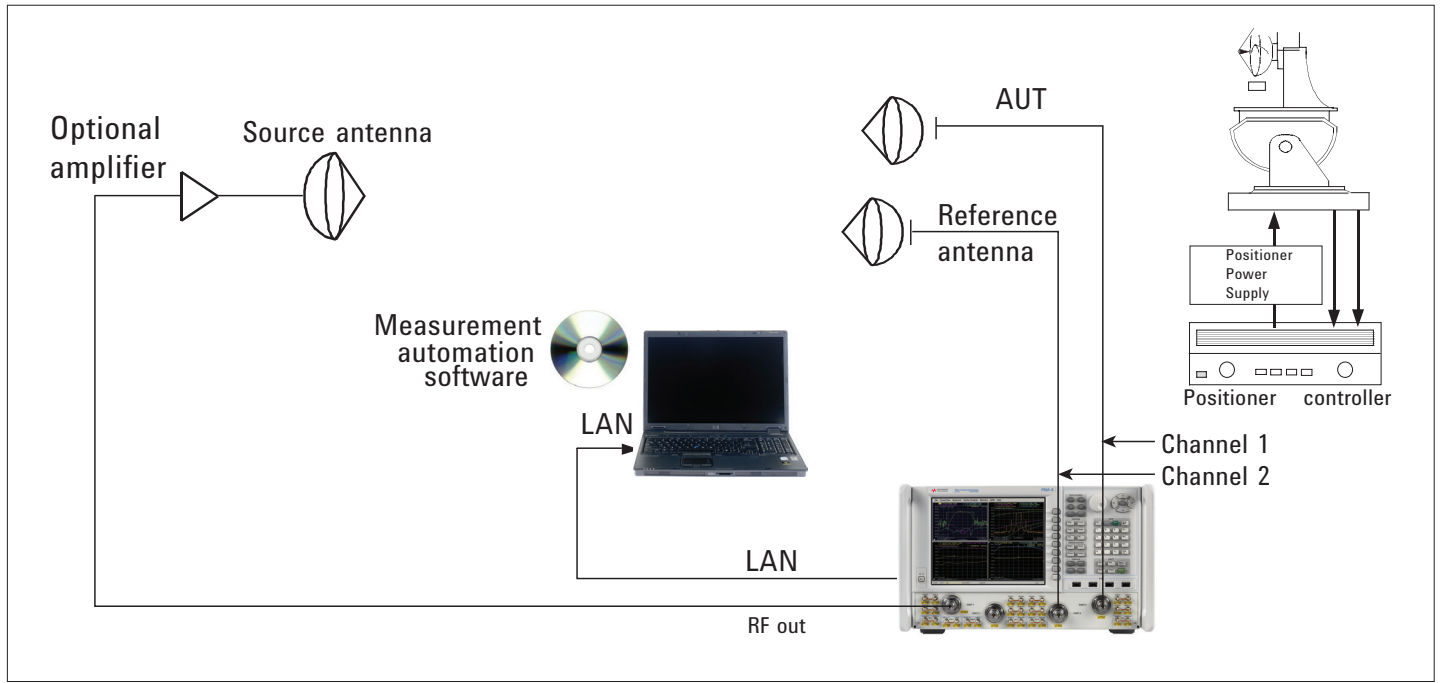 Optional
amplifier
Source antenna
AUT
Reference
antenna
Positioner
Power
Supply
Measurement
automation
software
LAN
Positioner controller
Channel 1
Channel 2
LAN
RF out